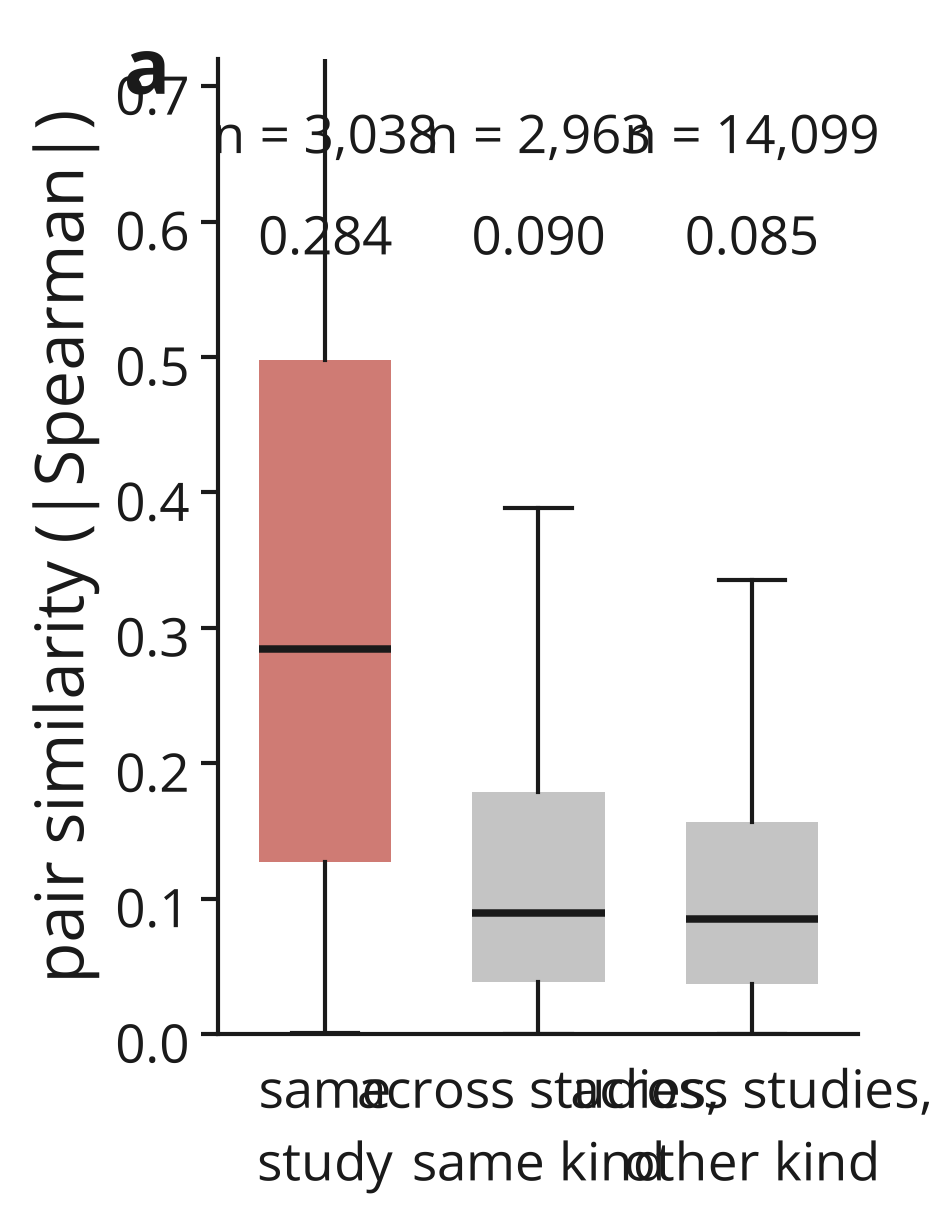 a
pair similarity (|Spearman|)
0.7
0.6
0.5
0.4
0.3
0.2
0.1
0.0
n = 3,038
n = 2,963
n = 14,099
0.284
0.090
0.085
same
study
across studies,
same kind
across studies,
other kind